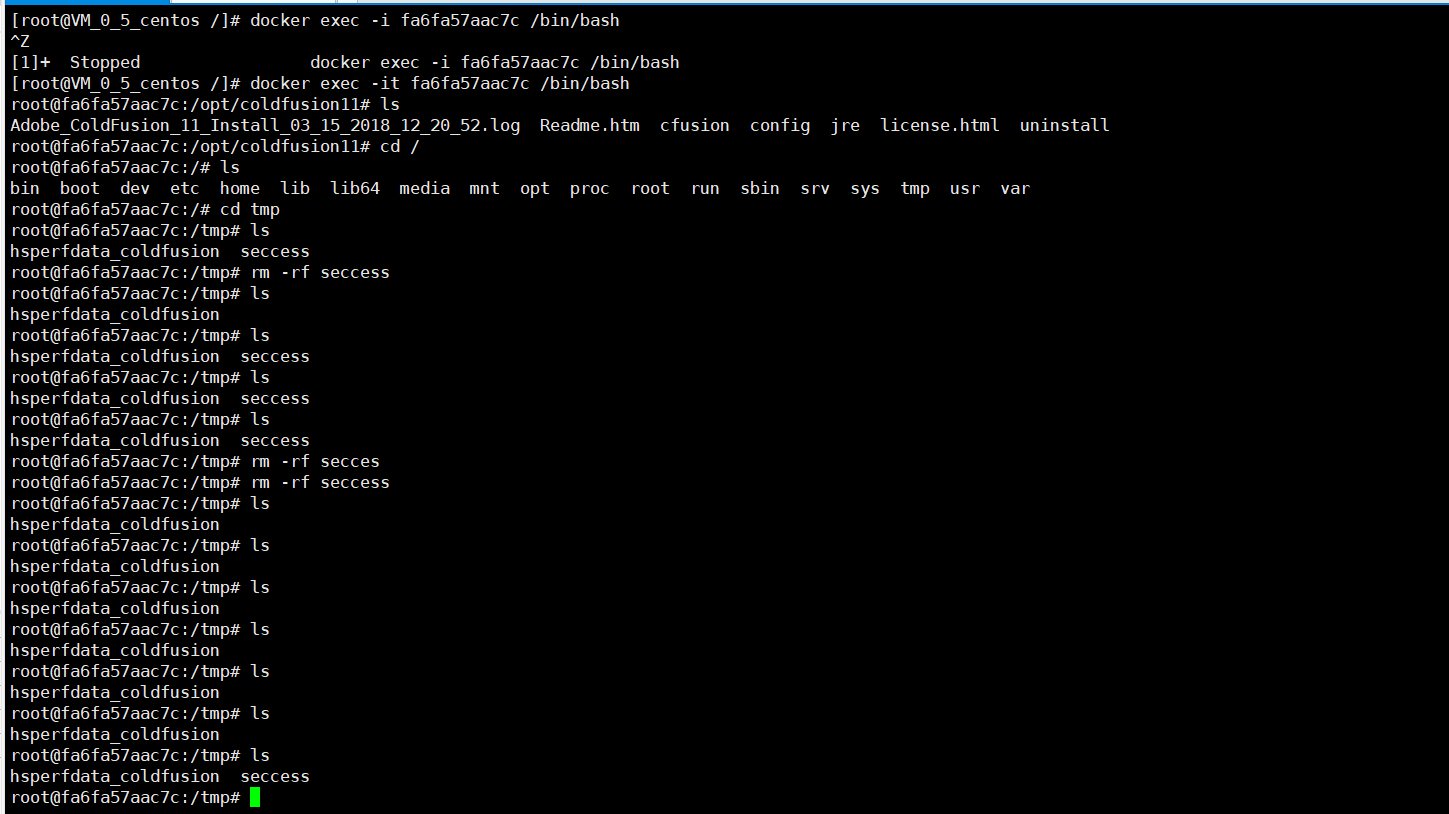 [root@VM_0_5_centos /]# docker exec -i fa6fa57aac7c /bin/bash
^Z
[1]+  Stopped                 docker exec -i fa6fa57aac7c /bin/bash
[root@VM_0_5_centos /]# docker exec -it fa6fa57aac7c /bin/bash
root@fa6fa57aac7c:/opt/coldfusion11# ls
Adobe_ColdFusion_11_Install_03_15_2018_12_20_52.log  Readme.htm  cfusion  config  jre  license.html  uninstall
root@fa6fa57aac7c:/opt/coldfusion11# cd /
root@fa6fa57aac7c:/# ls
bin  boot  dev  etc  home  lib  lib64  media  mnt  opt  proc  root  run  sbin  srv  sys  tmp  usr  var
root@fa6fa57aac7c:/# cd tmp
root@fa6fa57aac7c:/tmp# ls
hsperfdata_coldfusion  seccess
root@fa6fa57aac7c:/tmp# rm -rf seccess
root@fa6fa57aac7c:/tmp# ls
hsperfdata_coldfusion
root@fa6fa57aac7c:/tmp# ls
hsperfdata_coldfusion  seccess
root@fa6fa57aac7c:/tmp# ls
hsperfdata_coldfusion  seccess
root@fa6fa57aac7c:/tmp# ls
hsperfdata_coldfusion  seccess
root@fa6fa57aac7c:/tmp# rm -rf secces
root@fa6fa57aac7c:/tmp# rm -rf seccess
root@fa6fa57aac7c:/tmp# ls
hsperfdata_coldfusion
root@fa6fa57aac7c:/tmp# ls
hsperfdata_coldfusion
root@fa6fa57aac7c:/tmp# ls
hsperfdata_coldfusion
root@fa6fa57aac7c:/tmp# ls
hsperfdata_coldfusion
root@fa6fa57aac7c:/tmp# ls
hsperfdata_coldfusion
root@fa6fa57aac7c:/tmp# ls
hsperfdata_coldfusion
root@fa6fa57aac7c:/tmp# ls
hsperfdata_coldfusion  seccess
root@fa6fa57aac7c:/tmp#